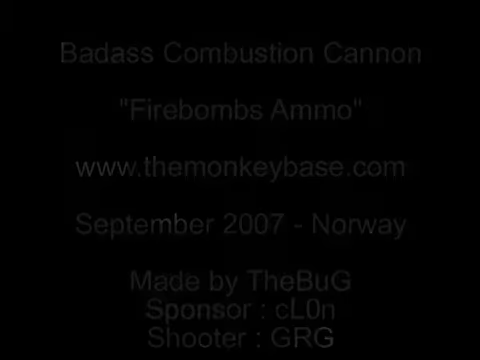 Badass Combustion Cannon
"Firebombs Ammo"
www.themonkeybase.com
September 2007 - Norway
Made by TheBuG
Sponsor : cL0n
Shooter : GRG